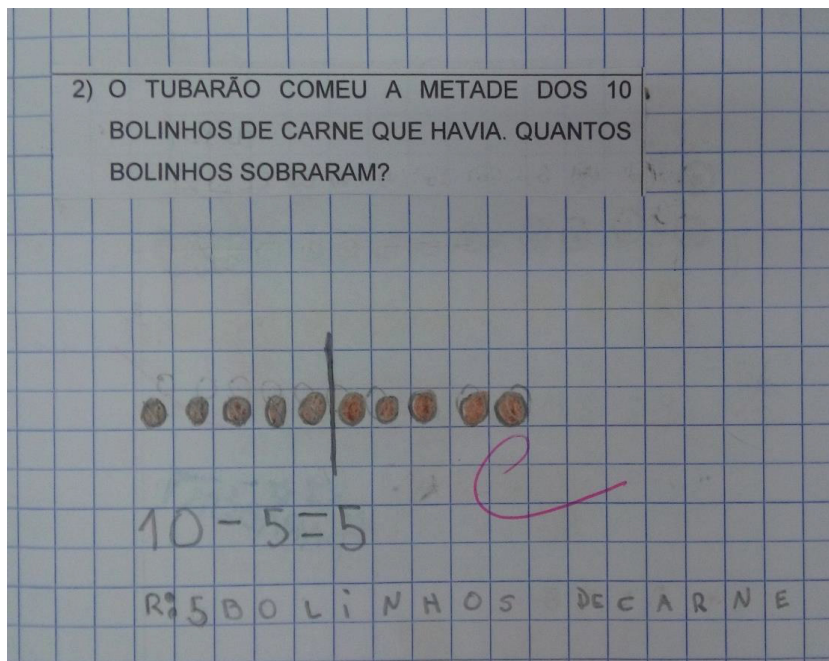 2) O TUBARÃO COMEU A METADE DOS 10
BOLINHOS DE CARNE QUE HAVIA. QUANTOS
BOLINHOS SOBRARAM?
10 - 5 = 5
R: 5 BOLiNHOS DE CARNE